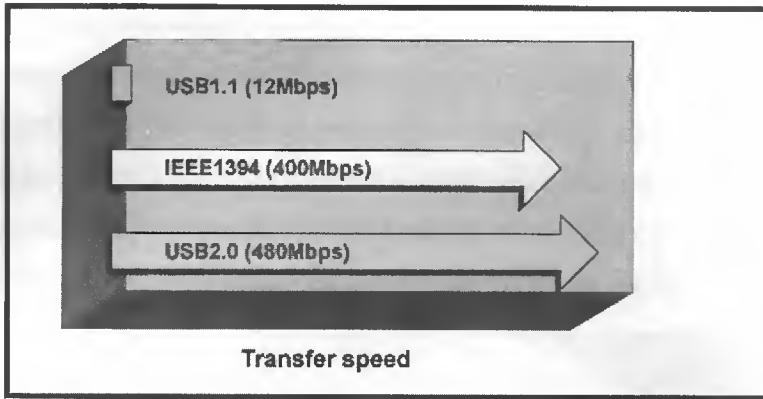 USB1.1 (12Mbps)
IEEE1394 (400Mbps)
USB2.0 (480Mbps)
Transfer speed